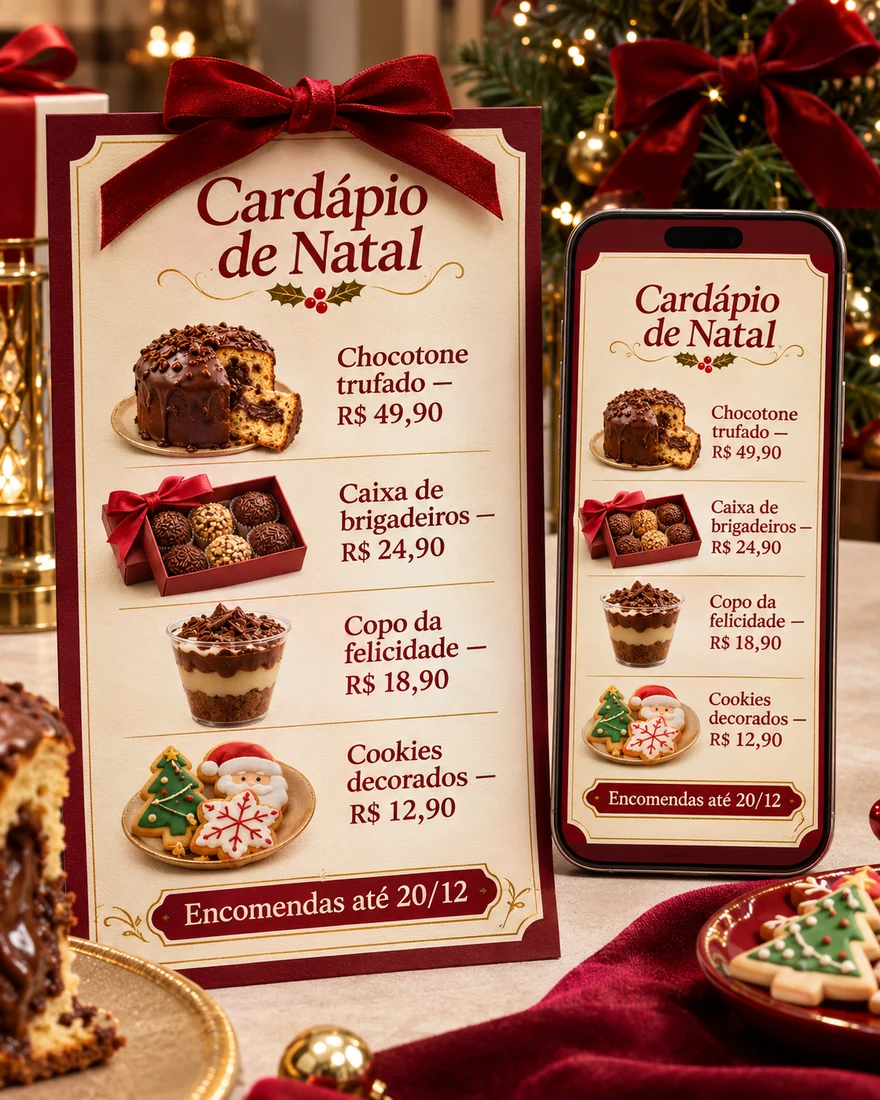 Cardápio
de Natal
Chocotone
trufado —
R$ 49,90
Caixa de
brigadeiros —
R$ 24,90
Copo da
felicidade —
R$ 18,90
Cookies
decorados —
R$ 12,90
Encomendas até 20/12
Cardápio
de Natal
Chocotone
trufado —
R$ 49,90
Caixa de
brigadeiros —
R$ 24,90
Copo da
felicidade —
R$ 18,90
Cookies
decorados —
R$ 12,90
Encomendas até 20/12